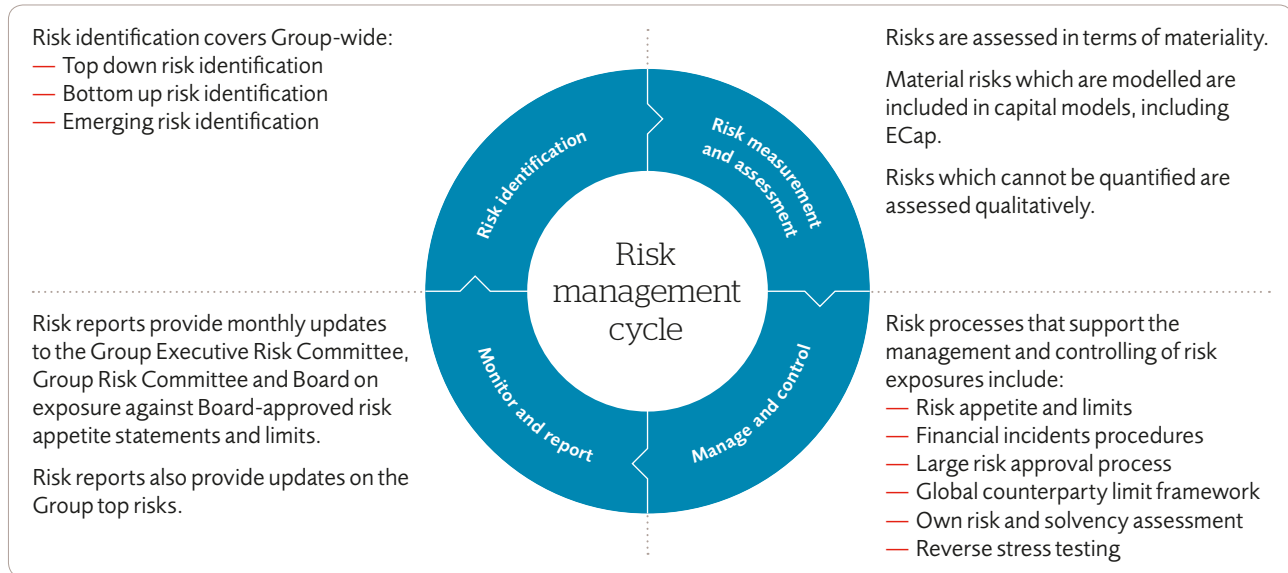 Risk identification covers Group-wide:
— Top down risk identification
— Bottom up risk identification
— Emerging risk identification
Risks are assessed in terms of materiality.
Material risks which are modelled are
included in capital models, including
ECap.
Risks which cannot be quantified are
assessed qualitatively.
Risk identification
Risk measurement
and assessment
Risk
management
cycle
Monitor and report
Manage and control
Risk reports provide monthly updates
to the Group Executive Risk Committee,
Group Risk Committee and Board on
exposure against Board-approved risk
appetite statements and limits.
Risk reports also provide updates on the
Group top risks.
Risk processes that support the
management and controlling of risk
exposures include:
— Risk appetite and limits
— Financial incidents procedures
— Large risk approval process
— Global counterparty limit framework
— Own risk and solvency assessment
— Reverse stress testing